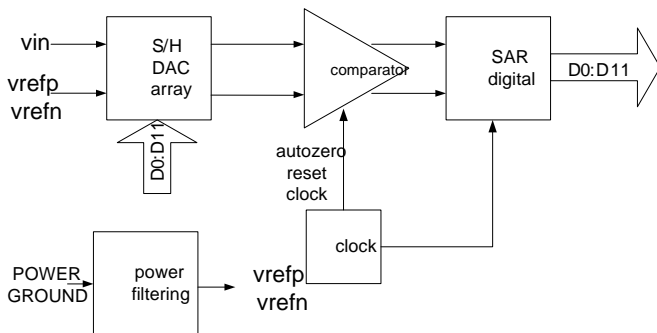 vin
vrefp
vrefn
S/H
DAC
array
D0:D11
comparator
SAR
digital
D0:D11
autozero
reset
clock
clock
POWER
GROUND
power
filtering
vrefp
vrefn